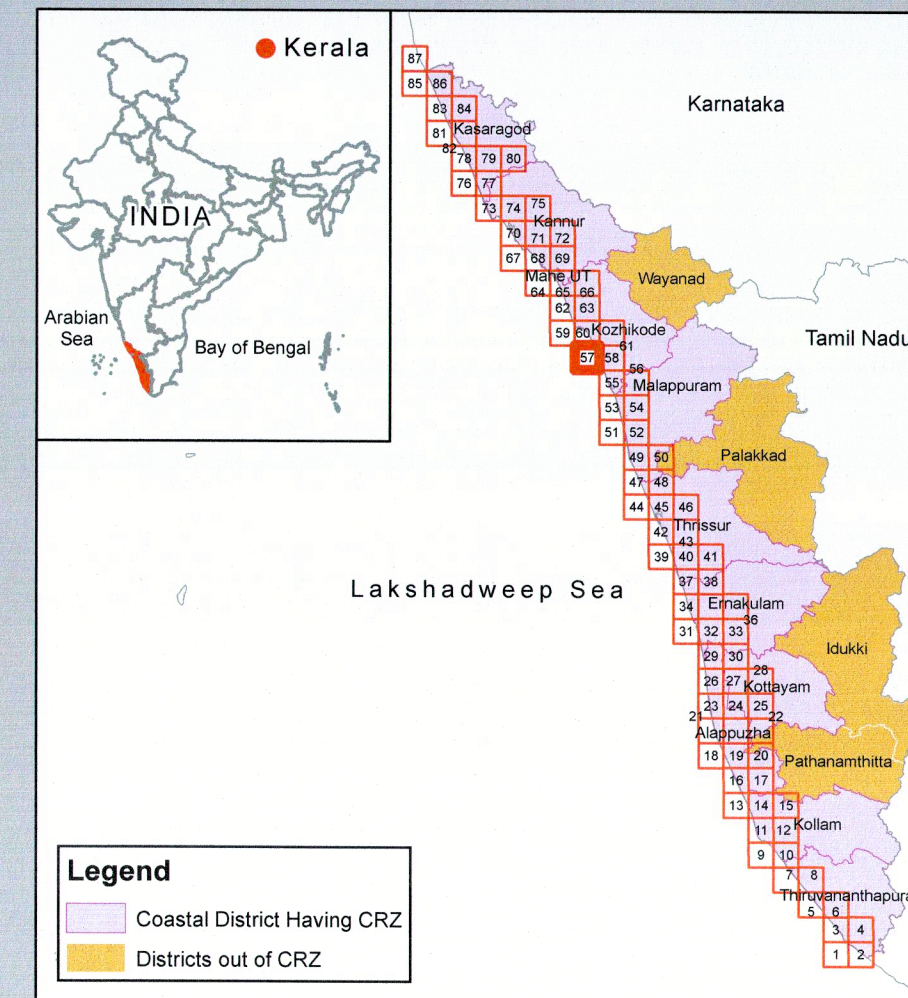 Kerala
INDIA
Arabian
Sea
Bay of Bengal
Karnataka
Tamil Nadu
Lakshadweep Sea
87
85 86
83 84
Kasaragod
81
82
78 79 80
76 77
73 74 75
Kannur
70 71 72
67 68 69
Mahe UT
64 65 66
Wayanad
62 63
59 60 Kozhikode
61
57 58
56
55 Malappuram
53 54
51 52
49 50 Palakkad
47 48
44 45 46
Thrissur
42 43
39 40 41
37 38
34 Ernakulam
36
31 32 33
Idukki
29 30
28
26 27 Kottayam
23 24 25
21 22
Alappuzha
18 19 20 Pathanamthitta
16 17
13 14 15
11 12 Kollam
9 10
7 8
Thiruvananthapura
5 6
3 4
1 2
Legend
Coastal District Having CRZ
Districts out of CRZ